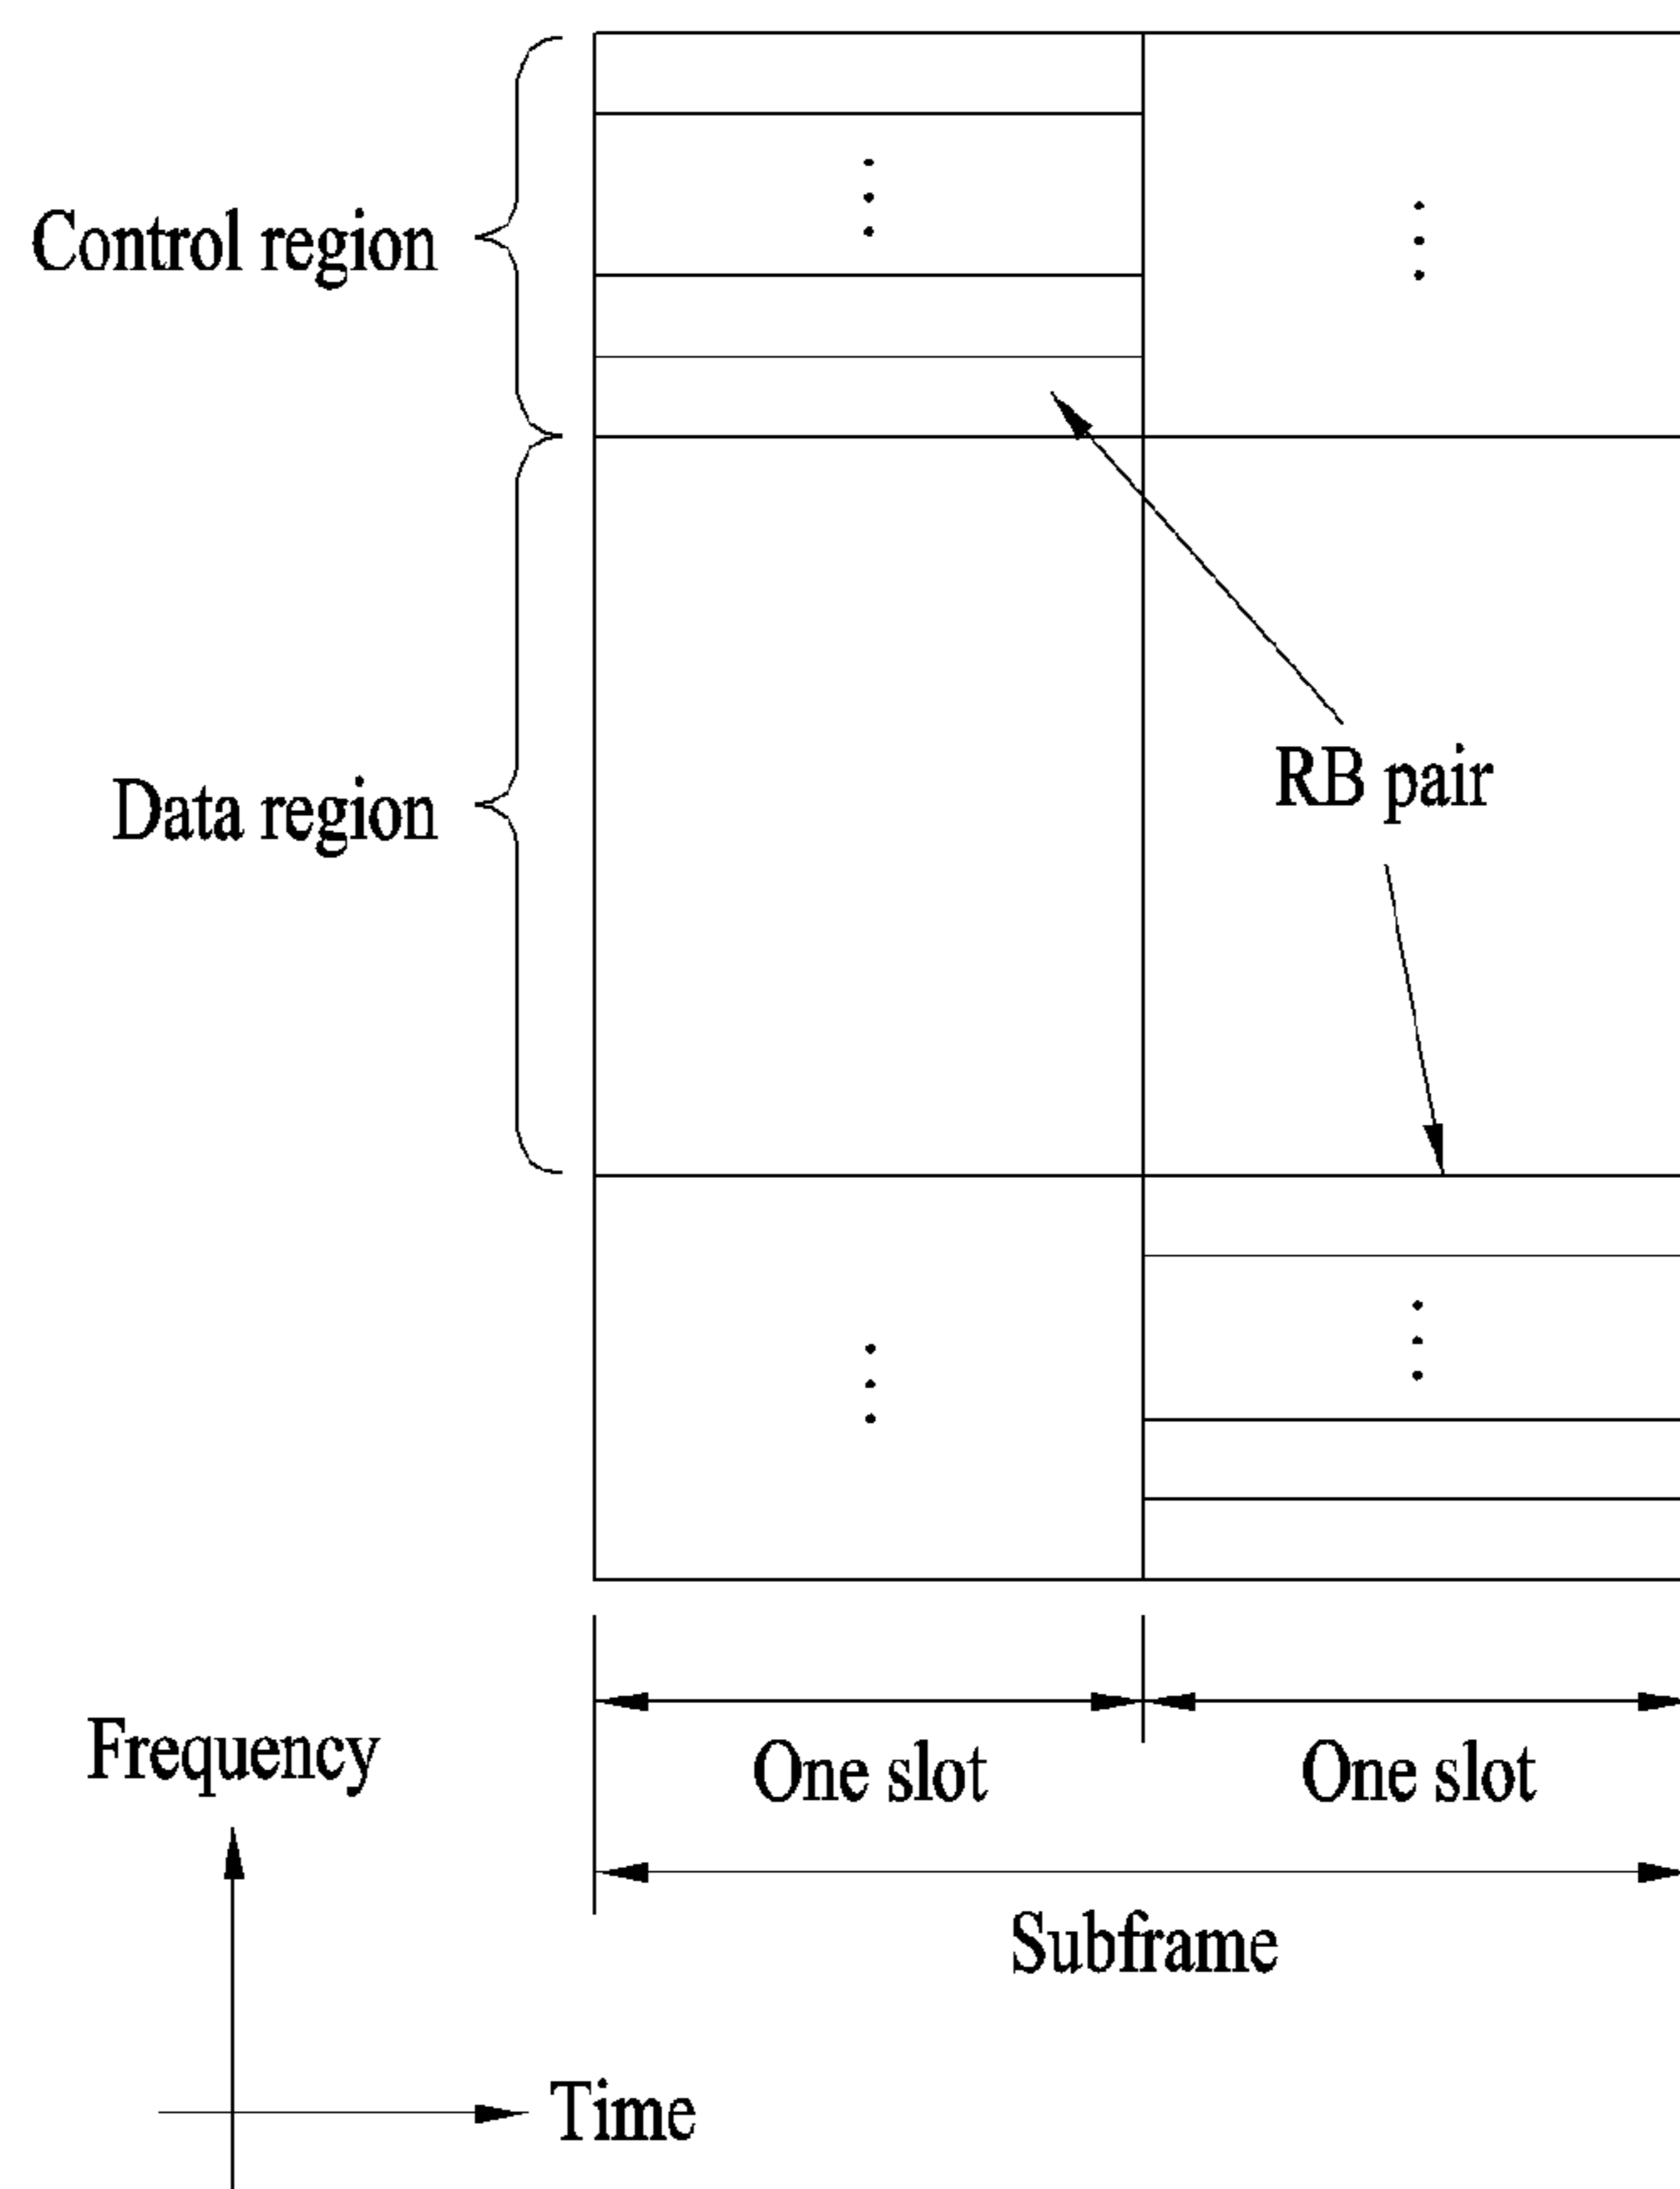 Control region
Data region
RB pair
One slot
One slot
Subframe
Frequency
Time